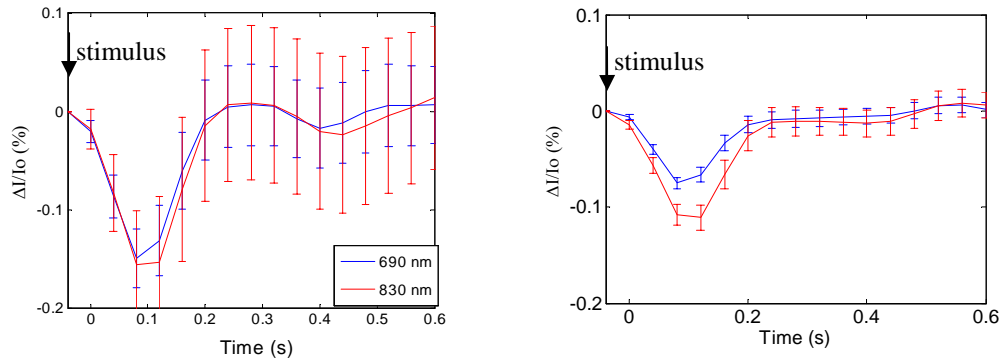 0.1
stimulus
0
-0.1
-0.2
ΔI/Io (%)
690 nm
830 nm
0 0.1 0.2 0.3 0.4 0.5 0.6
Time (s)
0.1
stimulus
0
-0.1
-0.2
ΔI/Io (%)
0 0.2 0.4 0.6
Time (s)